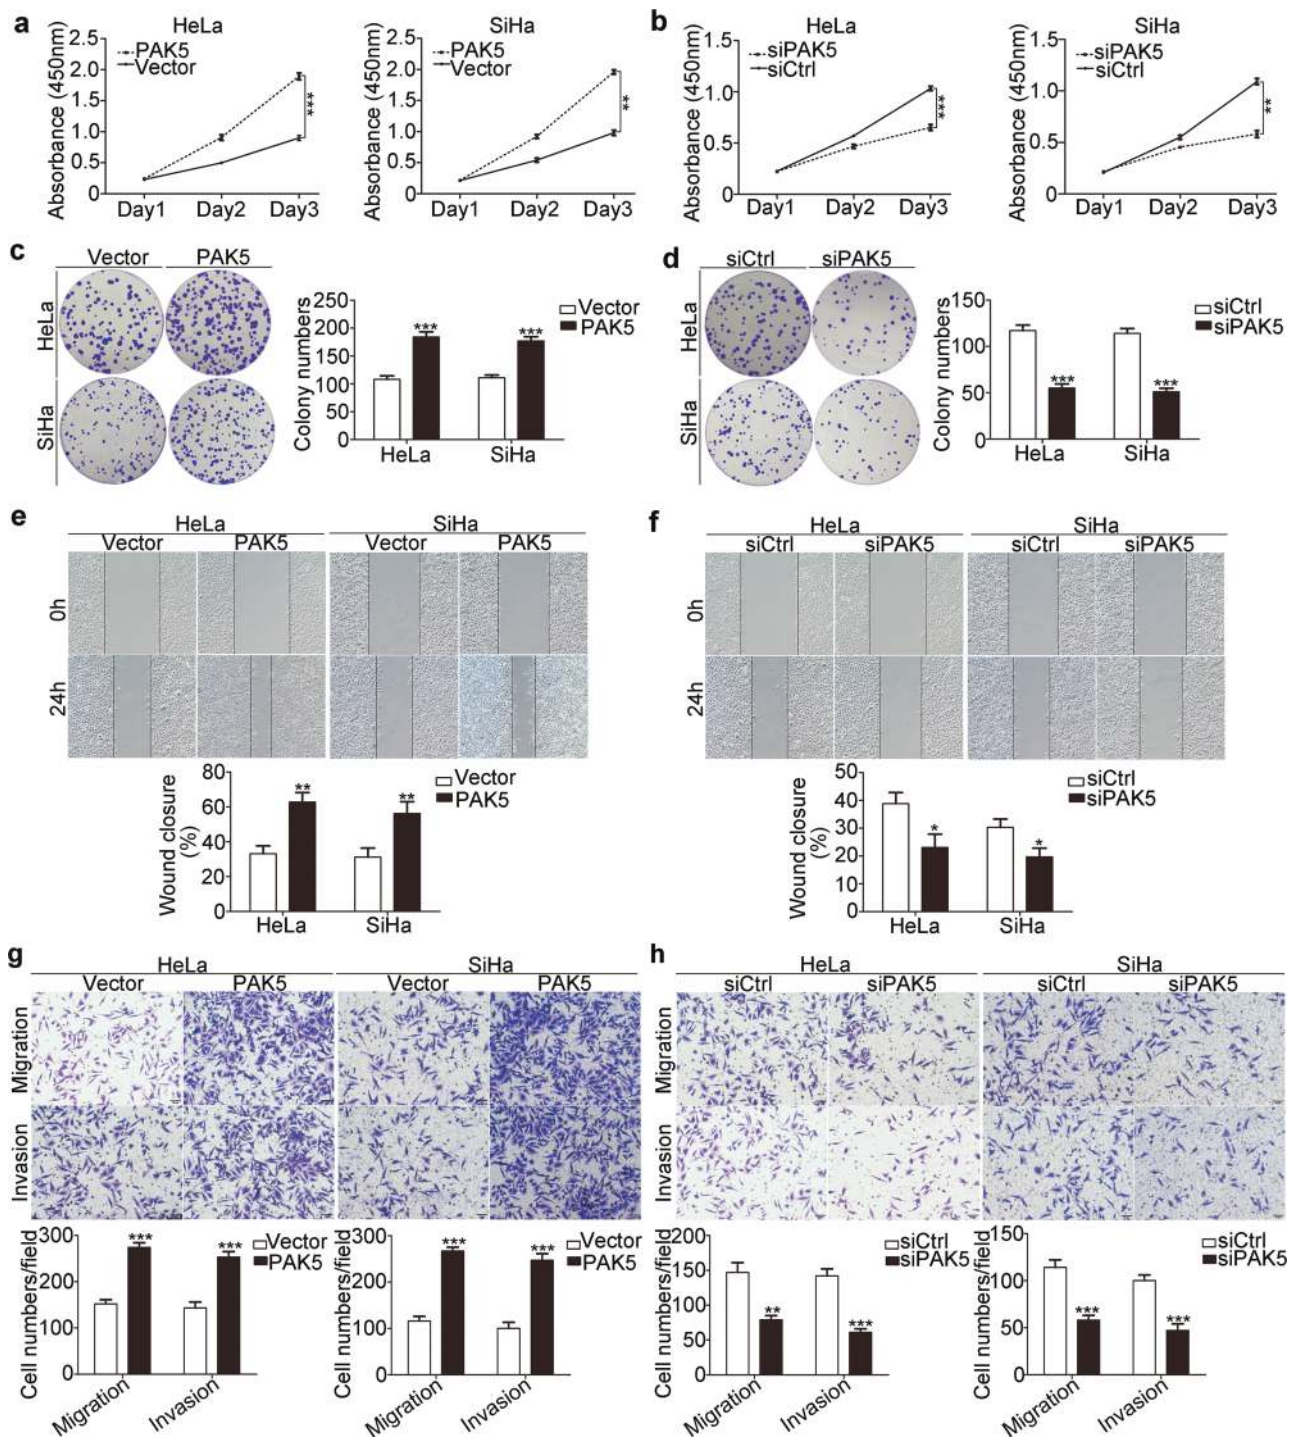 a
HeLa
SiHa
2.5
2.0
1.5
1.0
0.5
0
Absorbance (450nm)
PAK5
Vector
***
Day1 Day2 Day3
2.5
2.0
1.5
1.0
0.5
0
Absorbance (450nm)
PAK5
Vector
**
Day1 Day2 Day3
b
HeLa
SiHa
1.5
1.0
0.5
0
Absorbance (450nm)
siPAK5
siCtrl
***
Day1 Day2 Day3
1.5
1.0
0.5
0
Absorbance (450nm)
siPAK5
siCtrl
**
Day1 Day2 Day3
c
Vector PAK5
HeLa
SiHa
250
200
150
100
50
0
Colony numbers
Vector
PAK5
*** ***
HeLa SiHa
d
siCtrl siPAK5
HeLa
SiHa
150
100
50
0
Colony numbers
siCtrl
siPAK5
*** ***
HeLa SiHa
e
HeLa SiHa
Vector PAK5 Vector PAK5
0h
24h
80
60
40
20
0
Wound closure
(%)
Vector
PAK5
** **
HeLa SiHa
f
HeLa SiHa
siCtrl siPAK5 siCtrl siPAK5
0h
24h
50
40
30
20
10
0
Wound closure
(%)
siCtrl
siPAK5
* *
HeLa SiHa
g
HeLa SiHa
Vector PAK5 Vector PAK5
Migration
Invasion
300
200
100
0
Cell numbers/field
Vector
PAK5
*** ***
Migration Invasion
300
200
100
0
Cell numbers/field
Vector
PAK5
*** ***
Migration Invasion
h
HeLa SiHa
siCtrl siPAK5 siCtrl siPAK5
Migration
Invasion
200
150
100
50
0
Cell numbers/field
siCtrl
siPAK5
** ***
Migration Invasion
150
100
50
0
Cell numbers/field
siCtrl
siPAK5
*** ***
Migration Invasion